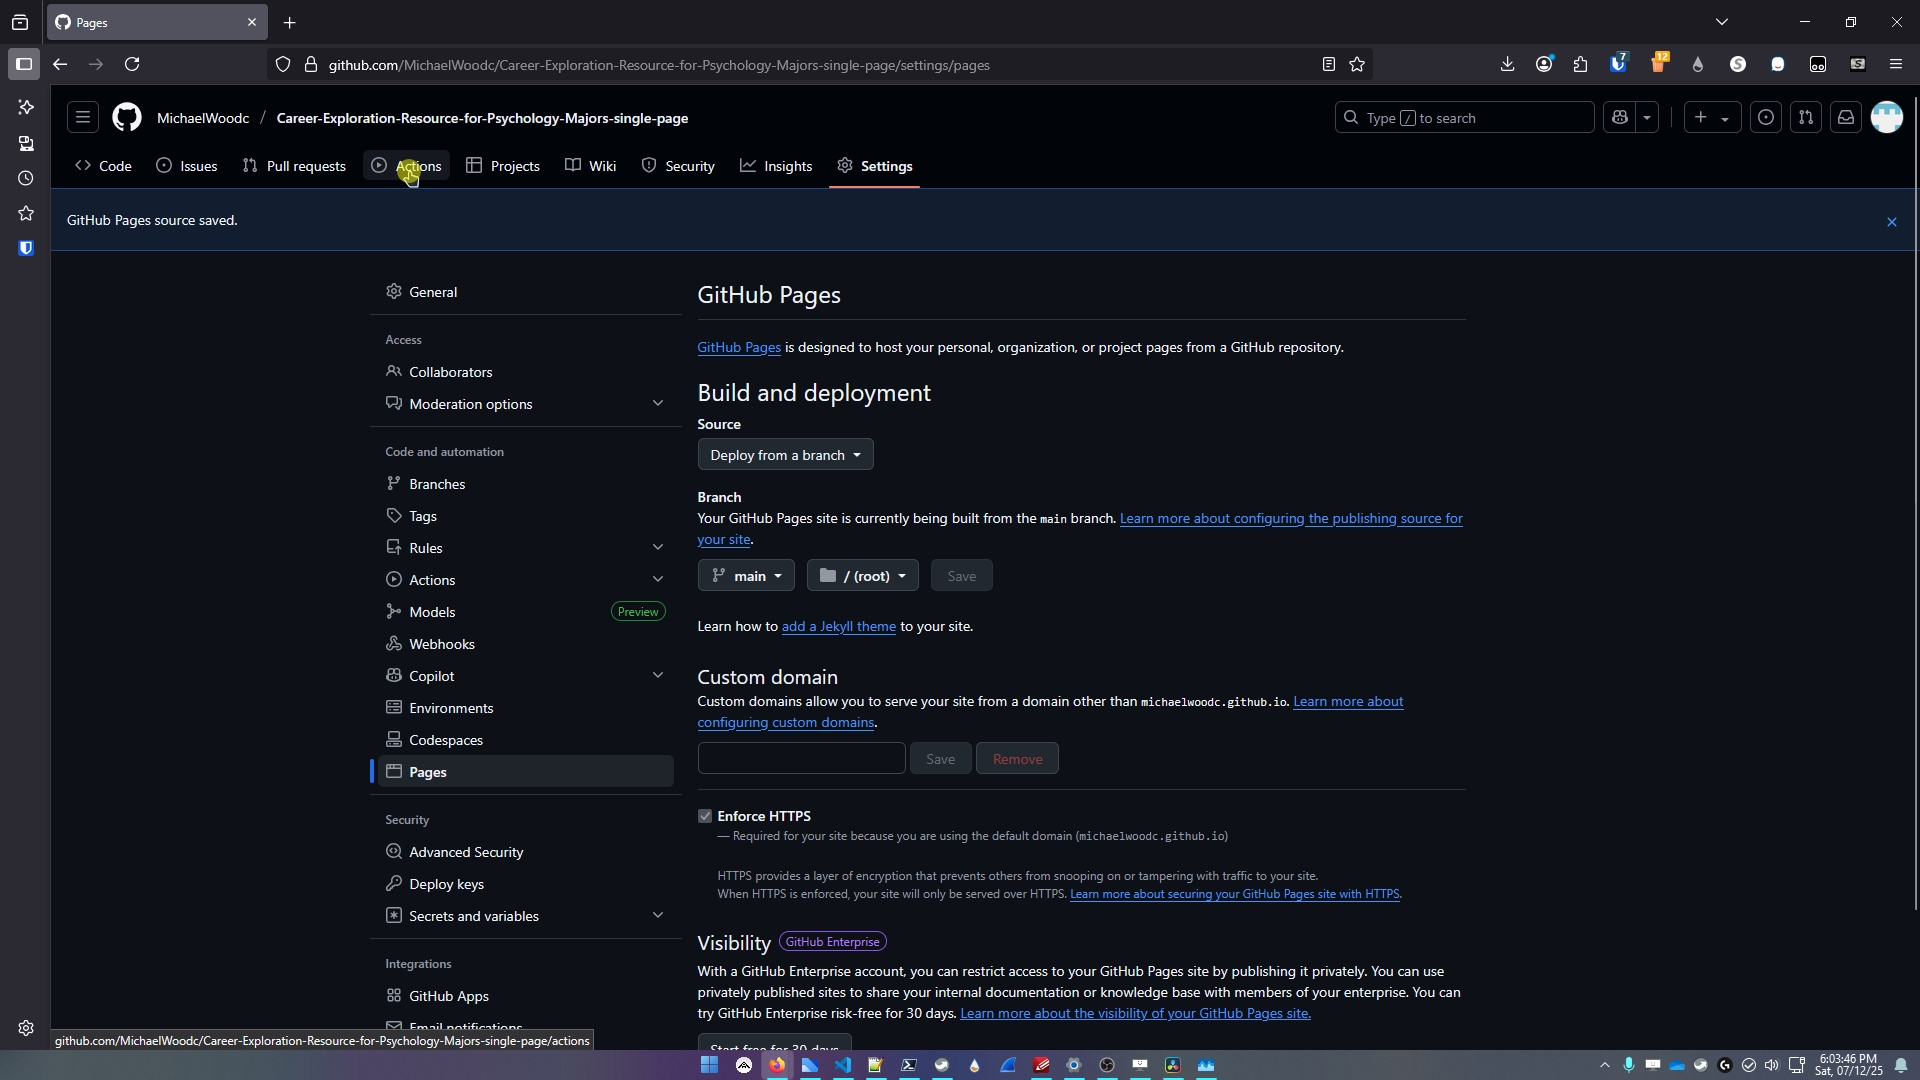 Pages
github.com/MichaelWoodc/Career-Exploration-Resource-for-Psychology-Majors-single-page/settings/pages
7
12
MichaelWoodc / Career-Exploration-Resource-for-Psychology-Majors-single-page
Type / to search
Code Issues Pull requests Actions Projects Wiki Security Insights Settings
GitHub Pages source saved.
General
Access
Collaborators
Moderation options
Code and automation
Branches
Tags
Rules
Actions
Models Preview
Webhooks
Copilot
Environments
Codespaces
Pages
Security
Advanced Security
Deploy keys
Secrets and variables
Integrations
GitHub Apps
Email notifications
GitHub Pages
GitHub Pages is designed to host your personal, organization, or project pages from a GitHub repository.
Build and deployment
Source
Deploy from a branch
Branch
Your GitHub Pages site is currently being built from the main branch. Learn more about configuring the publishing source for
your site.
main / (root) Save
Learn how to add a Jekyll theme to your site.
Custom domain
Custom domains allow you to serve your site from a domain other than michaelwoodc.github.io. Learn more about
configuring custom domains.
Save Remove
Enforce HTTPS
— Required for your site because you are using the default domain (michaelwoodc.github.io)
HTTPS provides a layer of encryption that prevents others from snooping on or tampering with traffic to your site.
When HTTPS is enforced, your site will only be served over HTTPS. Learn more about securing your GitHub Pages site with HTTPS.
Visibility GitHub Enterprise
With a GitHub Enterprise account, you can restrict access to your GitHub Pages site by publishing it privately. You can use
privately published sites to share your internal documentation or knowledge base with members of your enterprise. You can
try GitHub Enterprise risk-free for 30 days. Learn more about the visibility of your GitHub Pages site.
Start free for 30 days
github.com/MichaelWoodc/Career-Exploration-Resource-for-Psychology-Majors-single-page/actions
6:03:46 PM
Sat, 07/12/25